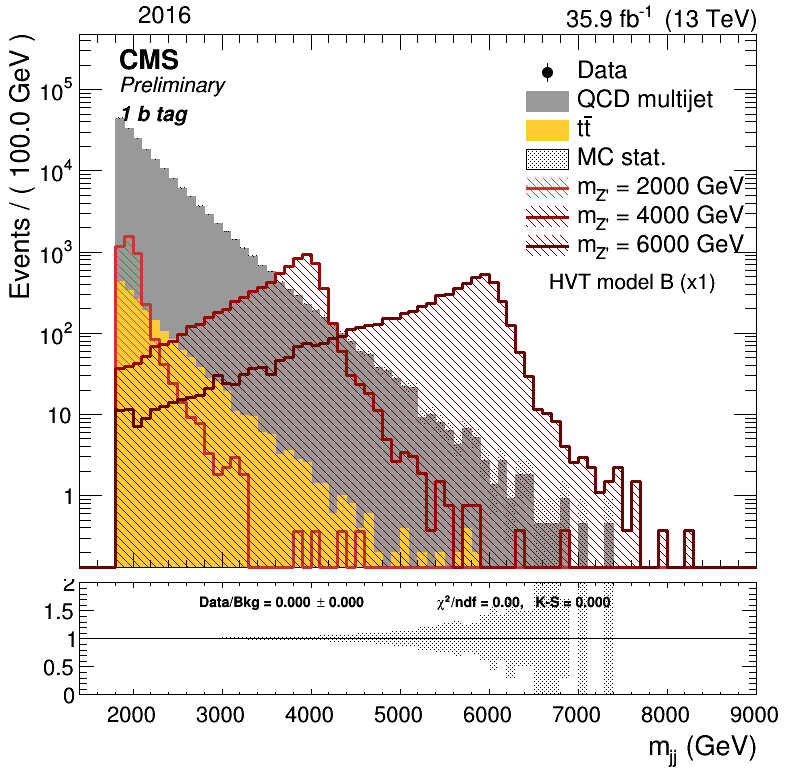 2016
35.9 fb⁻¹ (13 TeV)
CMS
Preliminary
1 b tag
Data
QCD multijet
tt̄
MC stat.
m_Z' = 2000 GeV
m_Z' = 4000 GeV
m_Z' = 6000 GeV
HVT model B (x1)
Events / ( 100.0 GeV )
10⁵
10⁴
10³
10²
10
1
Data/Bkg = 0.000 ± 0.000
χ²/ndf = 0.00, K-S = 0.000
2
1.5
1
0.5
0
2000 3000 4000 5000 6000 7000 8000 9000
m_jj (GeV)